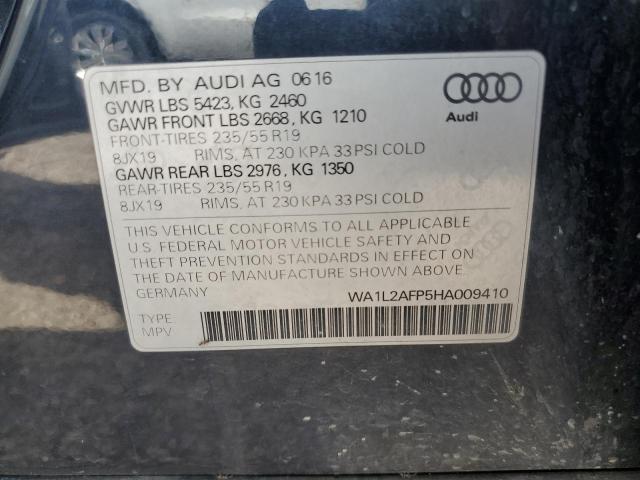 MFD. BY AUDI AG 0616
GVWR LBS 5423, KG 2460
GAWR FRONT LBS 2668, KG 1210
FRONT-TIRES 235/55 R19
8JX19 RIMS, AT 230 KPA 33 PSI COLD
GAWR REAR LBS 2976, KG 1350
REAR-TIRES 235/55 R19
8JX19 RIMS, AT 230 KPA 33 PSI COLD
Audi
THIS VEHICLE CONFORMS TO ALL APPLICABLE
U.S. FEDERAL MOTOR VEHICLE SAFETY AND
THEFT PREVENTION STANDARDS IN EFFECT ON
THE DATE OF MANUFACTURE SHOWN ABOVE.
GERMANY WA1L2AFP5HA009410
TYPE
MPV